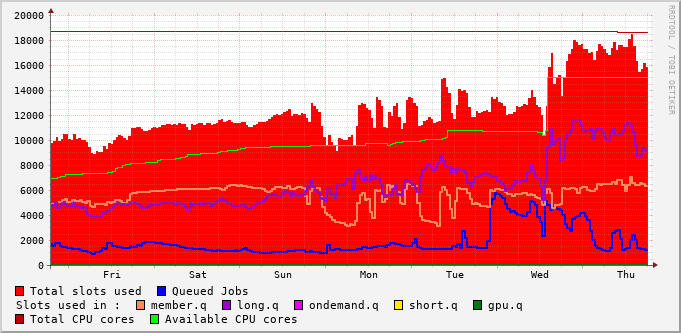 20000
18000
16000
14000
12000
10000
8000
6000
4000
2000
0
Fri Sat Sun Mon Tue Wed Thu
RRDTOOL / TOBI OETIKER
Total slots used Queued Jobs
Slots used in : member.q long.q ondemand.q short.q gpu.q
Total CPU cores Available CPU cores